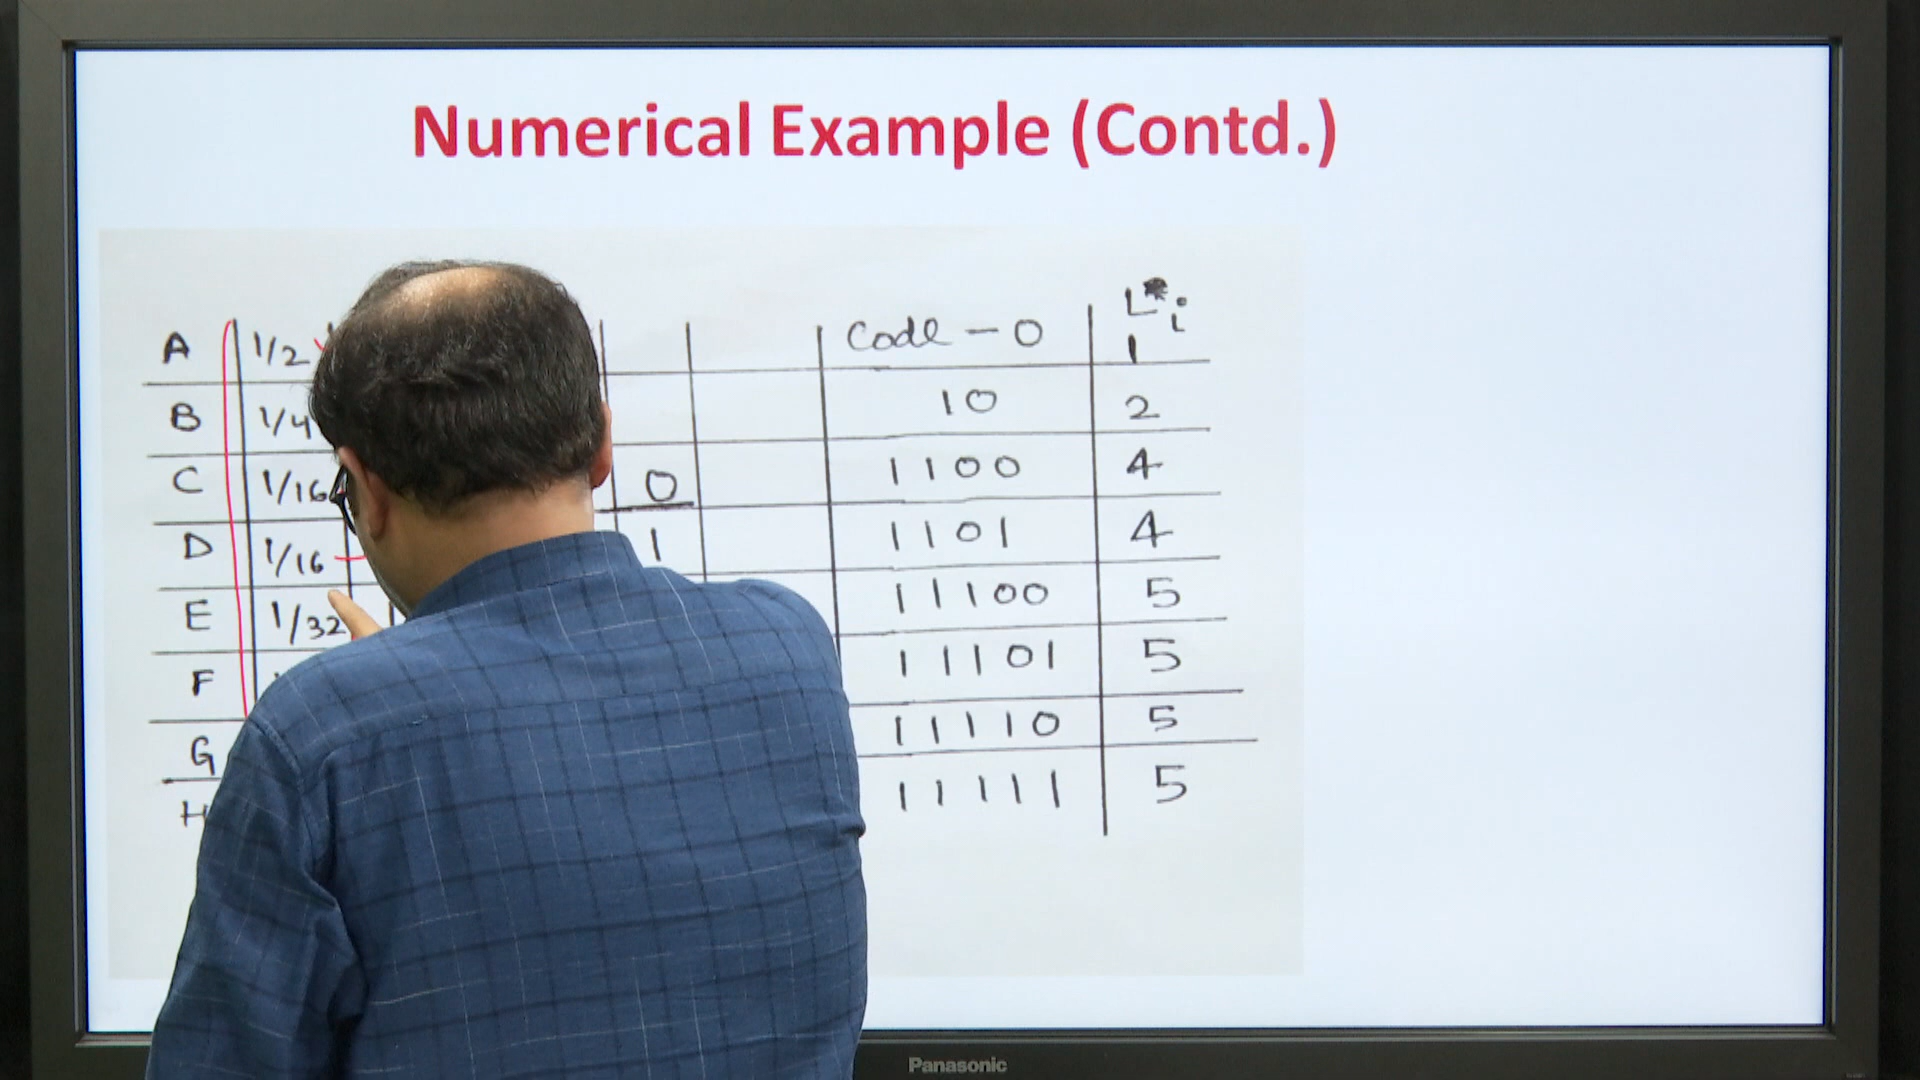 Numerical Example (Contd.)
L*i
A 1/2 Code - 0 1
B 1/4 10 2
C 1/16 0 1100 4
D 1/16 1 1101 4
E 1/32 11100 5
F 11101 5
G 11110 5
H 11111 5
Panasonic